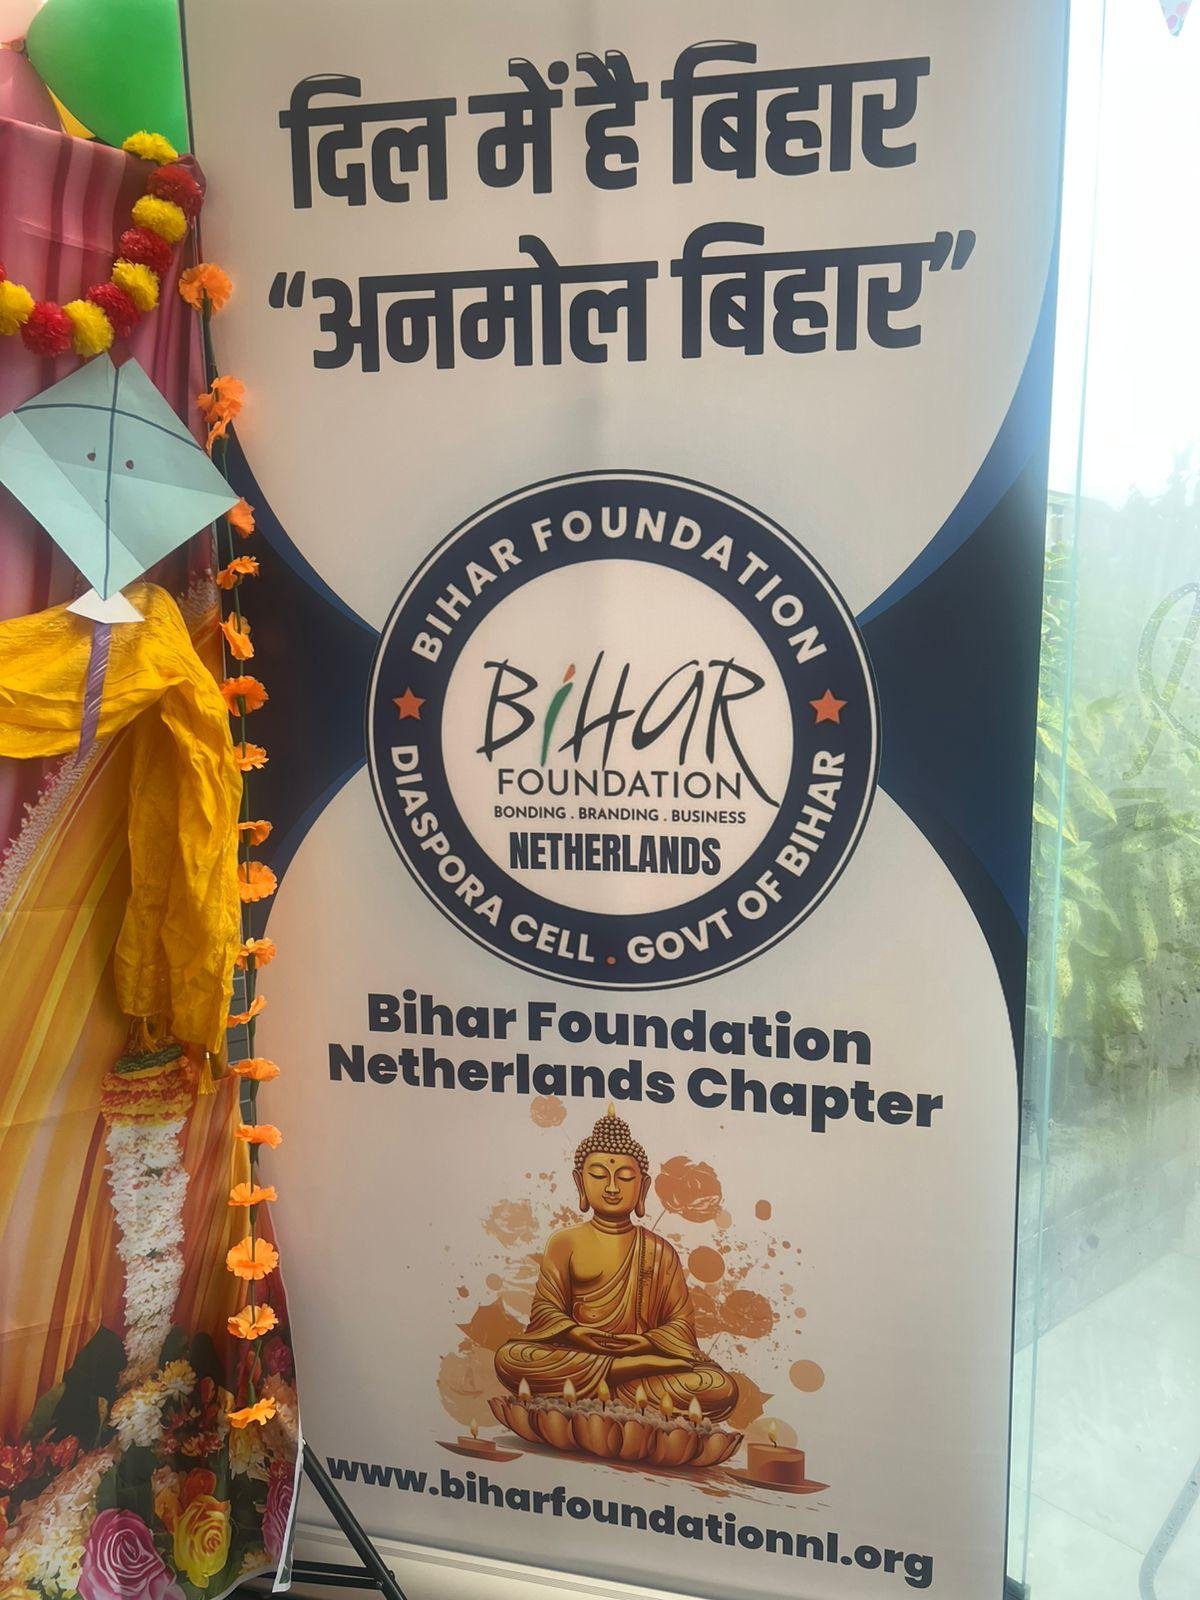 दिल में है बिहार
“अनमोल बिहार”
BIHAR FOUNDATION
BIHAR
FOUNDATION
BONDING . BRANDING . BUSINESS
NETHERLANDS
DIASPORA CELL . GOVT OF BIHAR
Bihar Foundation
Netherlands Chapter
www.biharfoundationnl.org